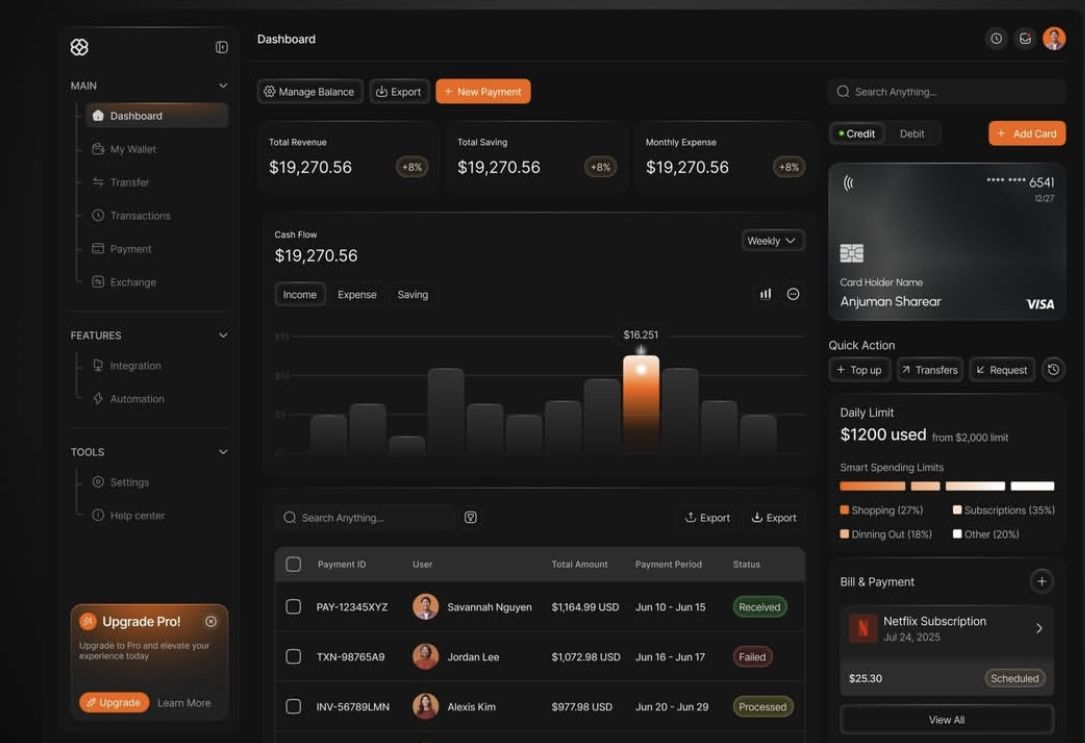 MAIN
Dashboard
My Wallet
Transfer
Transactions
Payment
Exchange
FEATURES
Integration
Automation
TOOLS
Settings
Help center
Upgrade Pro!
Upgrade to Pro and elevate your
experience today
Upgrade
Learn More
Dashboard
Manage Balance
Export
+ New Payment
Total Revenue
$19,270.56
+8%
Total Saving
$19,270.56
+8%
Monthly Expense
$19,270.56
+8%
Cash Flow
$19,270.56
Weekly
Income
Expense
Saving
$16.251
$10
Search Anything...
Export
Export
Payment ID User Total Amount Payment Period Status
PAY-12345XYZ Savannah Nguyen $1,164.99 USD Jun 10 - Jun 15 Received
TXN-98765A9 Jordan Lee $1,072.98 USD Jun 16 - Jun 17 Failed
INV-56789LMN Alexis Kim $977.98 USD Jun 20 - Jun 29 Processed
Search Anything...
Credit
Debit
+ Add Card
**** **** 6541
12/27
Card Holder Name
Anjuman Sharear
VISA
Quick Action
+ Top up
Transfers
Request
Daily Limit
$1200 used from $2,000 limit
Smart Spending Limits
Shopping (27%)
Subscriptions (35%)
Dinning Out (18%)
Other (20%)
Bill & Payment
N
Netflix Subscription
Jul 24, 2025
$25.30
Scheduled
View All